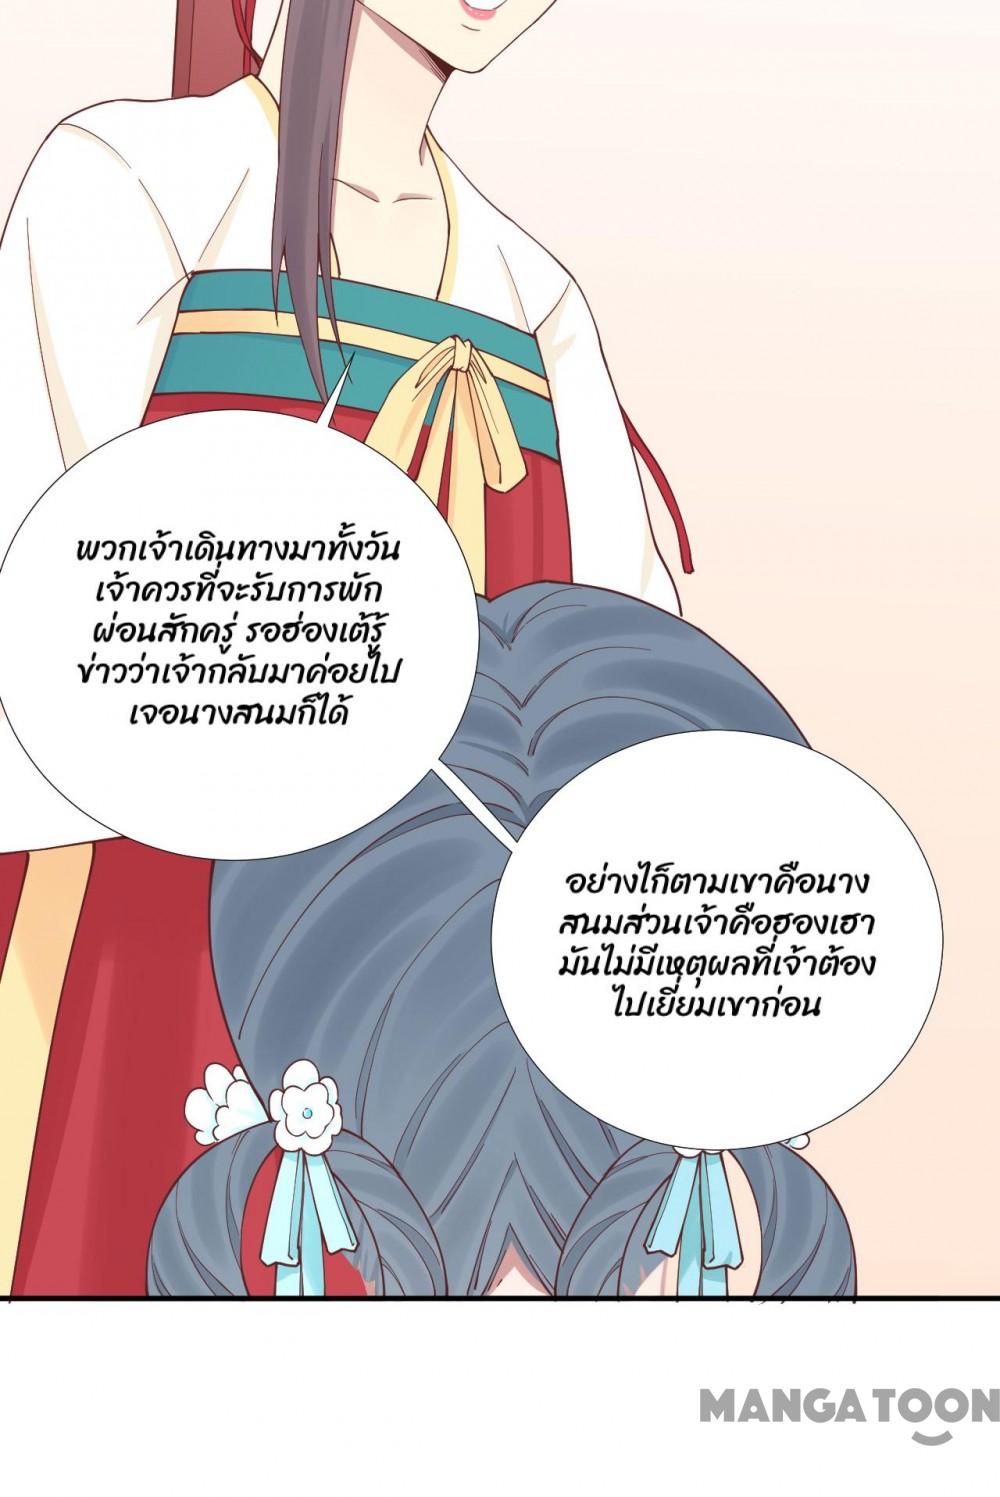 พวกเจ้าเดินทางมาทั้งวัน
เจ้าควรที่จะรับการพัก
ผ่อนสักครู่ รอฮ่องเต้รู้
ข่าวว่าเจ้ากลับมาค่อยไป
เจอนางสนมก็ได้
อย่างไก็ตามเขาคือนาง
สนมส่วนเจ้าคือฮองเฮา
มันไม่มีเหตุผลที่เจ้าต้อง
ไปเยี่ยมเขาก่อน
MANGATOON